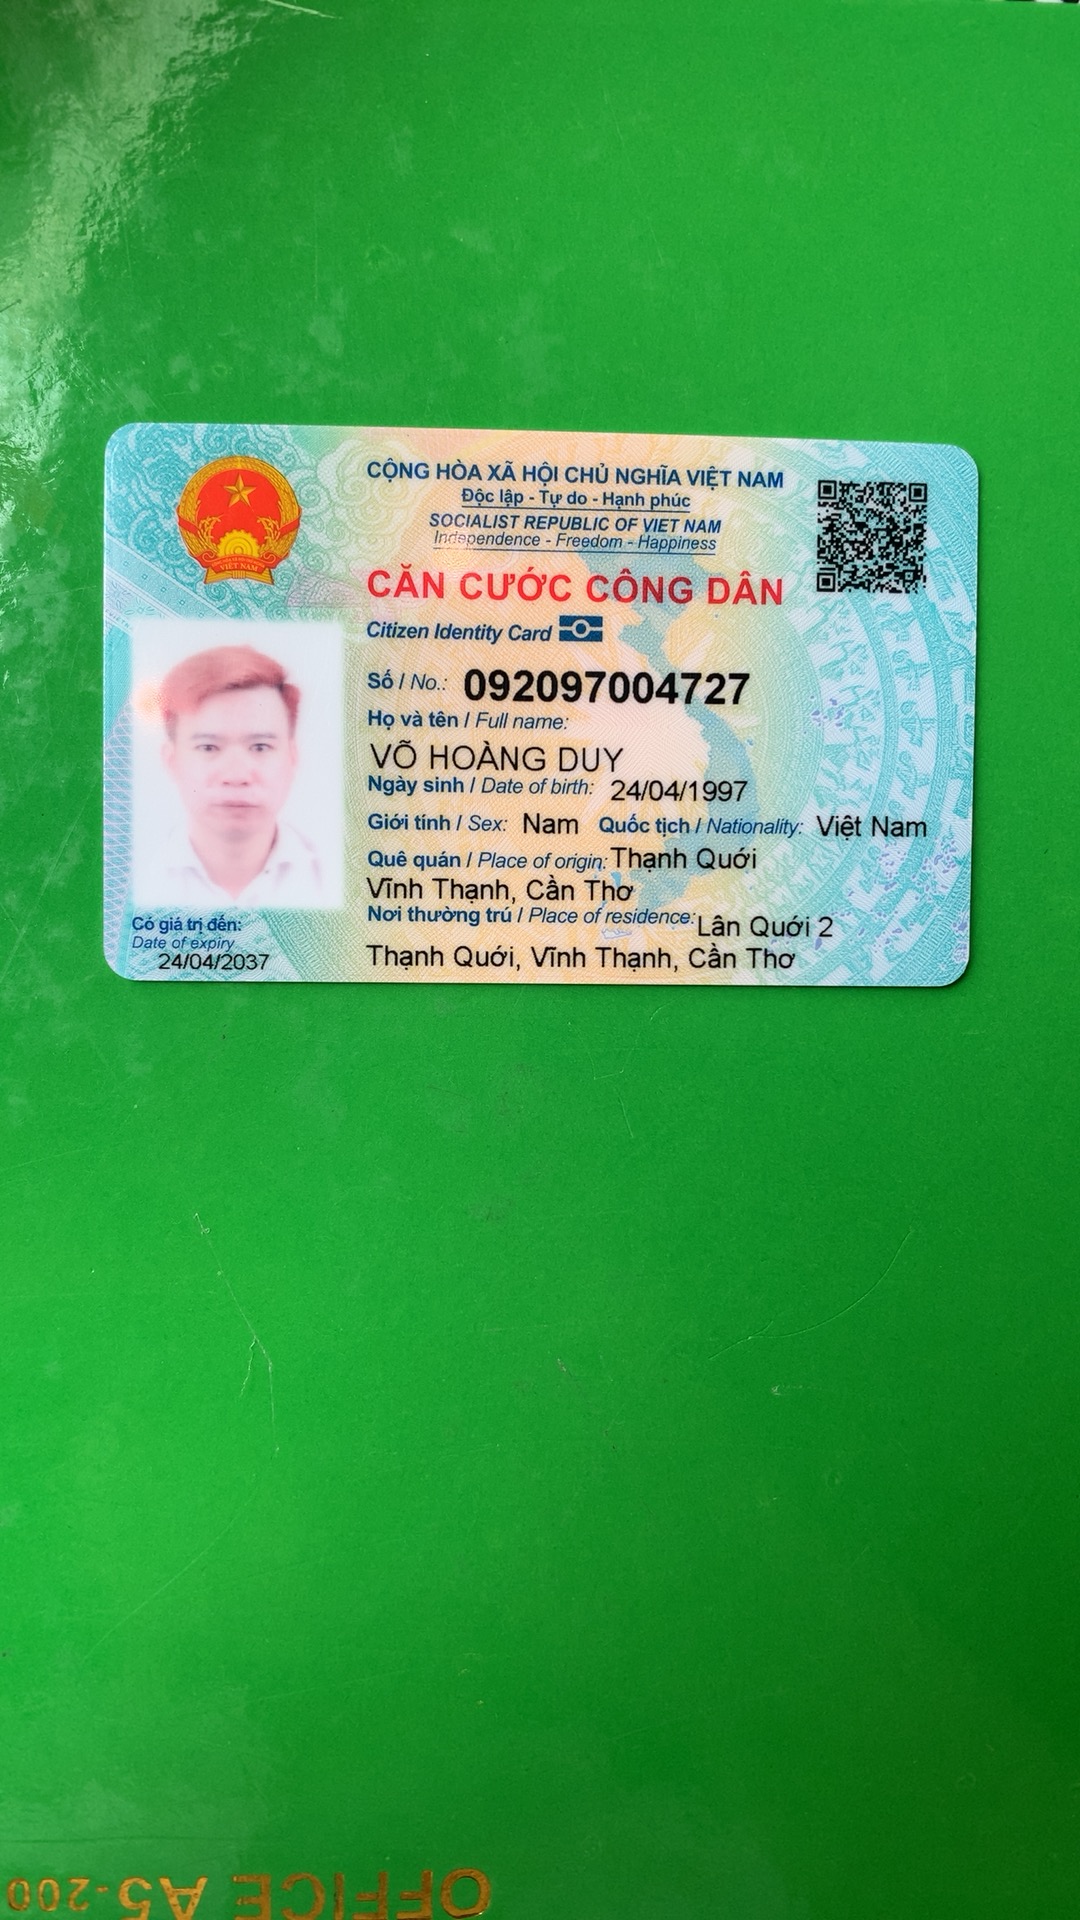 CỘNG HÒA XÃ HỘI CHỦ NGHĨA VIỆT NAM
Độc lập - Tự do - Hạnh phúc
SOCIALIST REPUBLIC OF VIET NAM
Independence - Freedom - Happiness
CĂN CƯỚC CÔNG DÂN
Citizen Identity Card
VIỆT NAM
Số / No.: 092097004727
Họ và tên / Full name:
VÕ HOÀNG DUY
Ngày sinh / Date of birth: 24/04/1997
Giới tính / Sex: Nam Quốc tịch / Nationality: Việt Nam
Quê quán / Place of origin: Thạnh Quới
Vĩnh Thạnh, Cần Thơ
Nơi thường trú / Place of residence: Lân Quới 2
Thạnh Quới, Vĩnh Thạnh, Cần Thơ
Có giá trị đến:
Date of expiry
24/04/2037
OFFICE A5-200